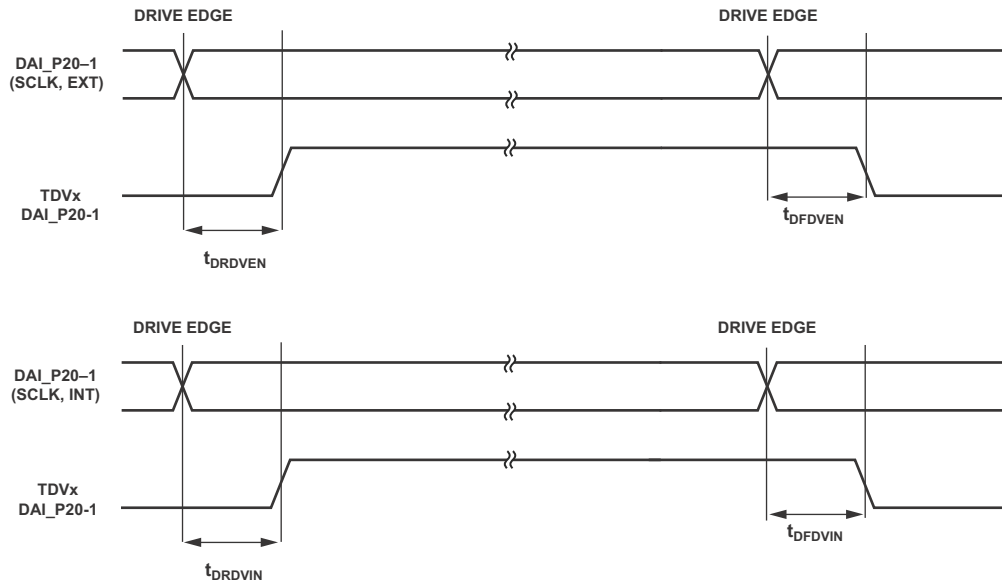 DRIVE EDGE
DRIVE EDGE
DAI_P20–1
(SCLK, EXT)
TDVx
DAI_P20-1
tDRDVEN
tDFDVEN
DRIVE EDGE
DRIVE EDGE
DAI_P20–1
(SCLK, INT)
TDVx
DAI_P20-1
tDRDVIN
tDFDVIN